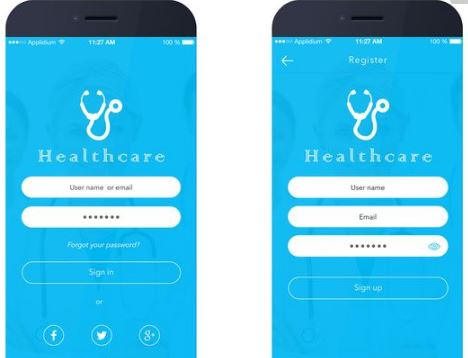 Applidium 11:27 AM 100 %
Healthcare
User name or email
Forgot your password?
Sign in
or
f
g+
Applidium 11:27 AM 100 %
Register
Healthcare
User name
Email
Sign up